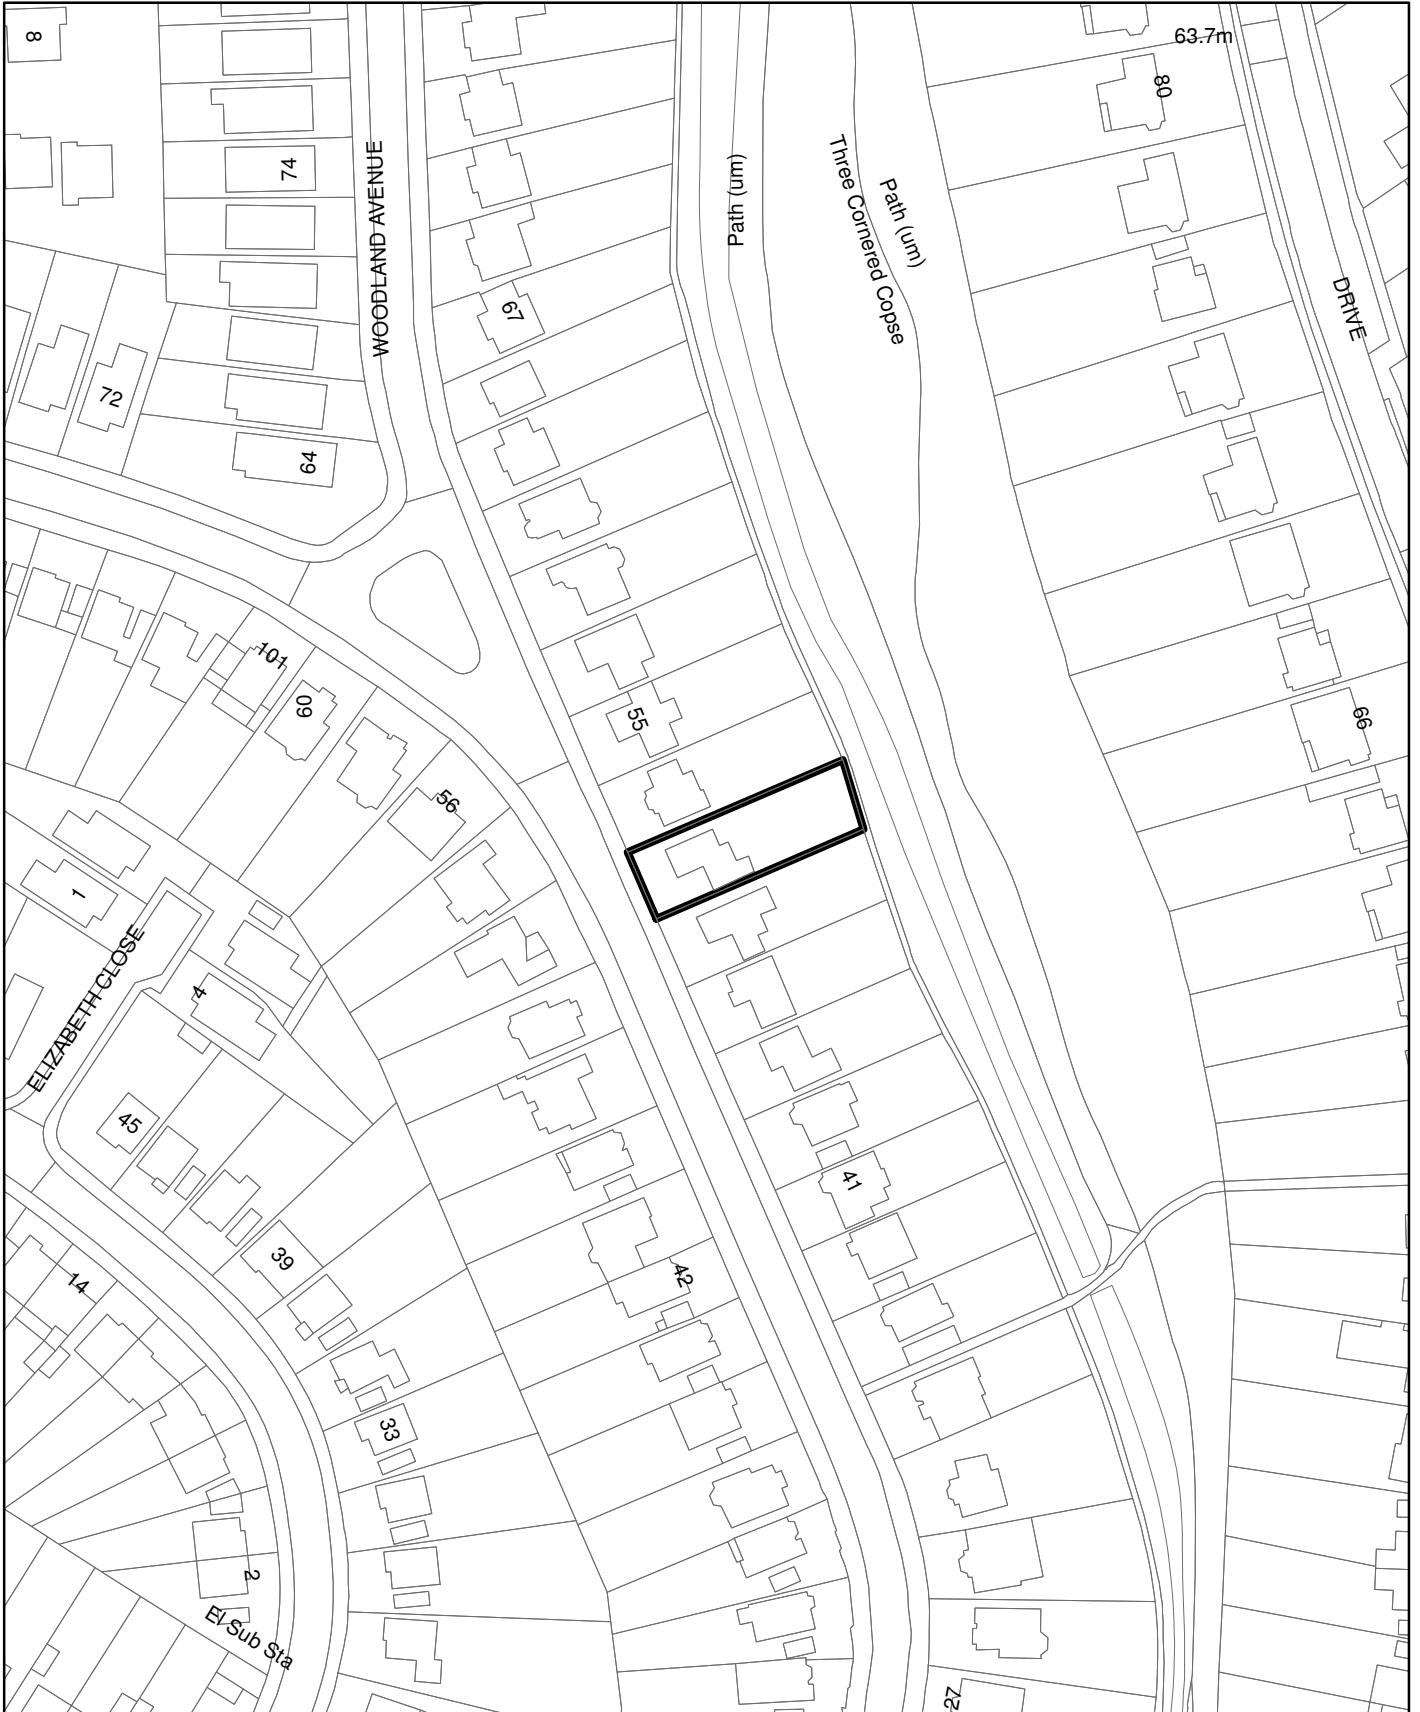 8
63.7m
80
74
WOODLAND AVENUE
Path (um)
Three Cornered Copse
Path (um)
DRIVE
67
72
64
101
60
55
66
56
1
ELIZABETH CLOSE
4
45
41
39
14
42
33
2
El Sub Sta
27